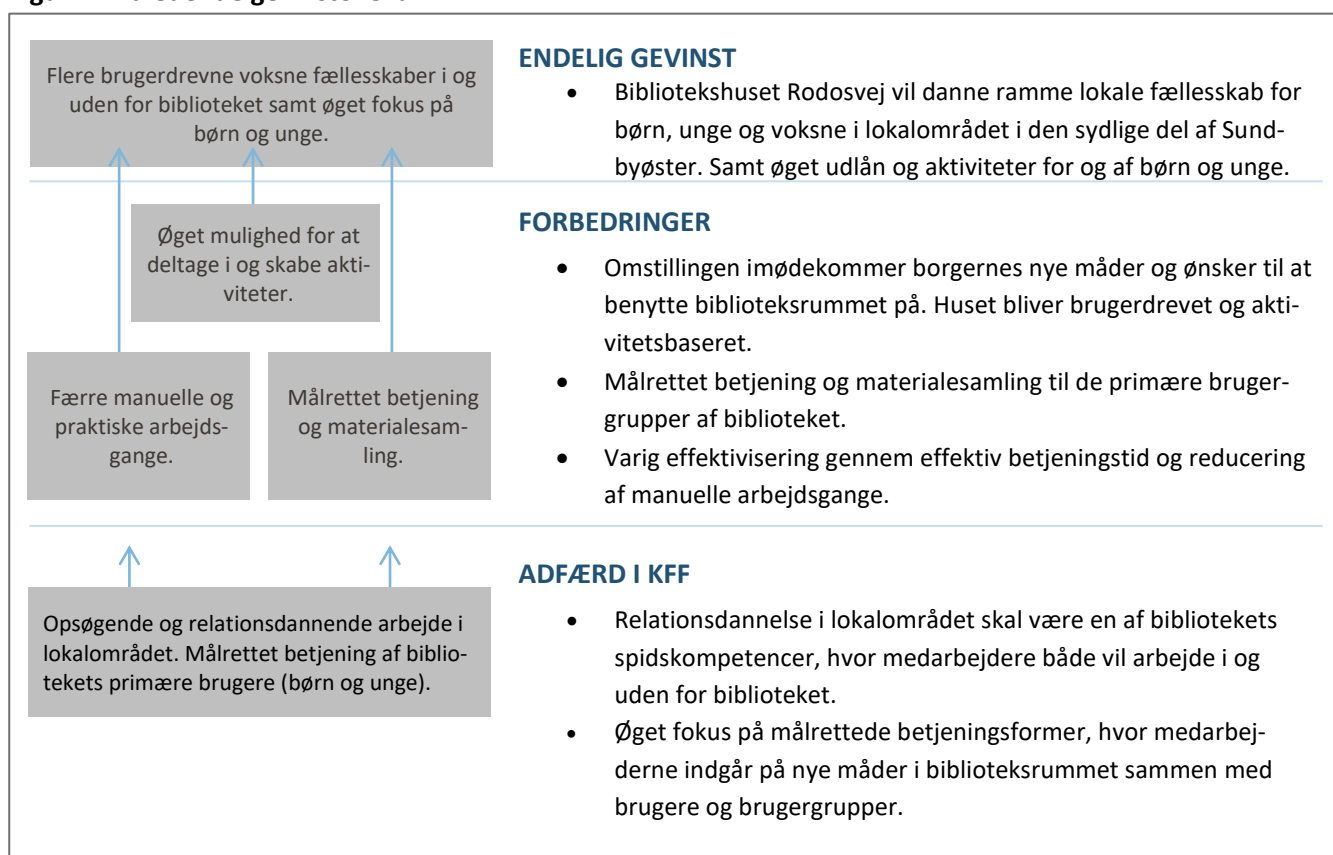 Flere brugerdrevne voksne fællesskaber i og
uden for biblioteket samt øget fokus på
børn og unge.
ENDELIG GEVINST
• Bibliotekshuset Rodosvej vil danne ramme lokale fællesskab for
børn, unge og voksne i lokalområdet i den sydlige del af Sund-
byøster. Samt øget udlån og aktiviteter for og af børn og unge.
Øget mulighed for at
deltage i og skabe akti-
viteter.
Færre manuelle og
praktiske arbejds-
gange.
Målrettet betjening
og materialesam-
ling.
FORBEDRINGER
• Omstillingen imødekommer borgernes nye måder og ønsker til at
benytte biblioteksrummet på. Huset bliver brugerdrevet og akti-
vitetsbaseret.
• Målrettet betjening og materialesamling til de primære bruger-
grupper af biblioteket.
• Varig effektivisering gennem effektiv betjeningstid og reducering
af manuelle arbejdsgange.
Opsøgende og relationsdannende arbejde i
lokalområdet. Målrettet betjening af biblio-
tekets primære brugere (børn og unge).
ADFÆRD I KFF
• Relationsdannelse i lokalområdet skal være en af bibliotekets
spidskompetencer, hvor medarbejdere både vil arbejde i og
uden for biblioteket.
• Øget fokus på målrettede betjeningsformer, hvor medarbej-
derne indgår på nye måder i biblioteksrummet sammen med
brugere og brugergrupper.